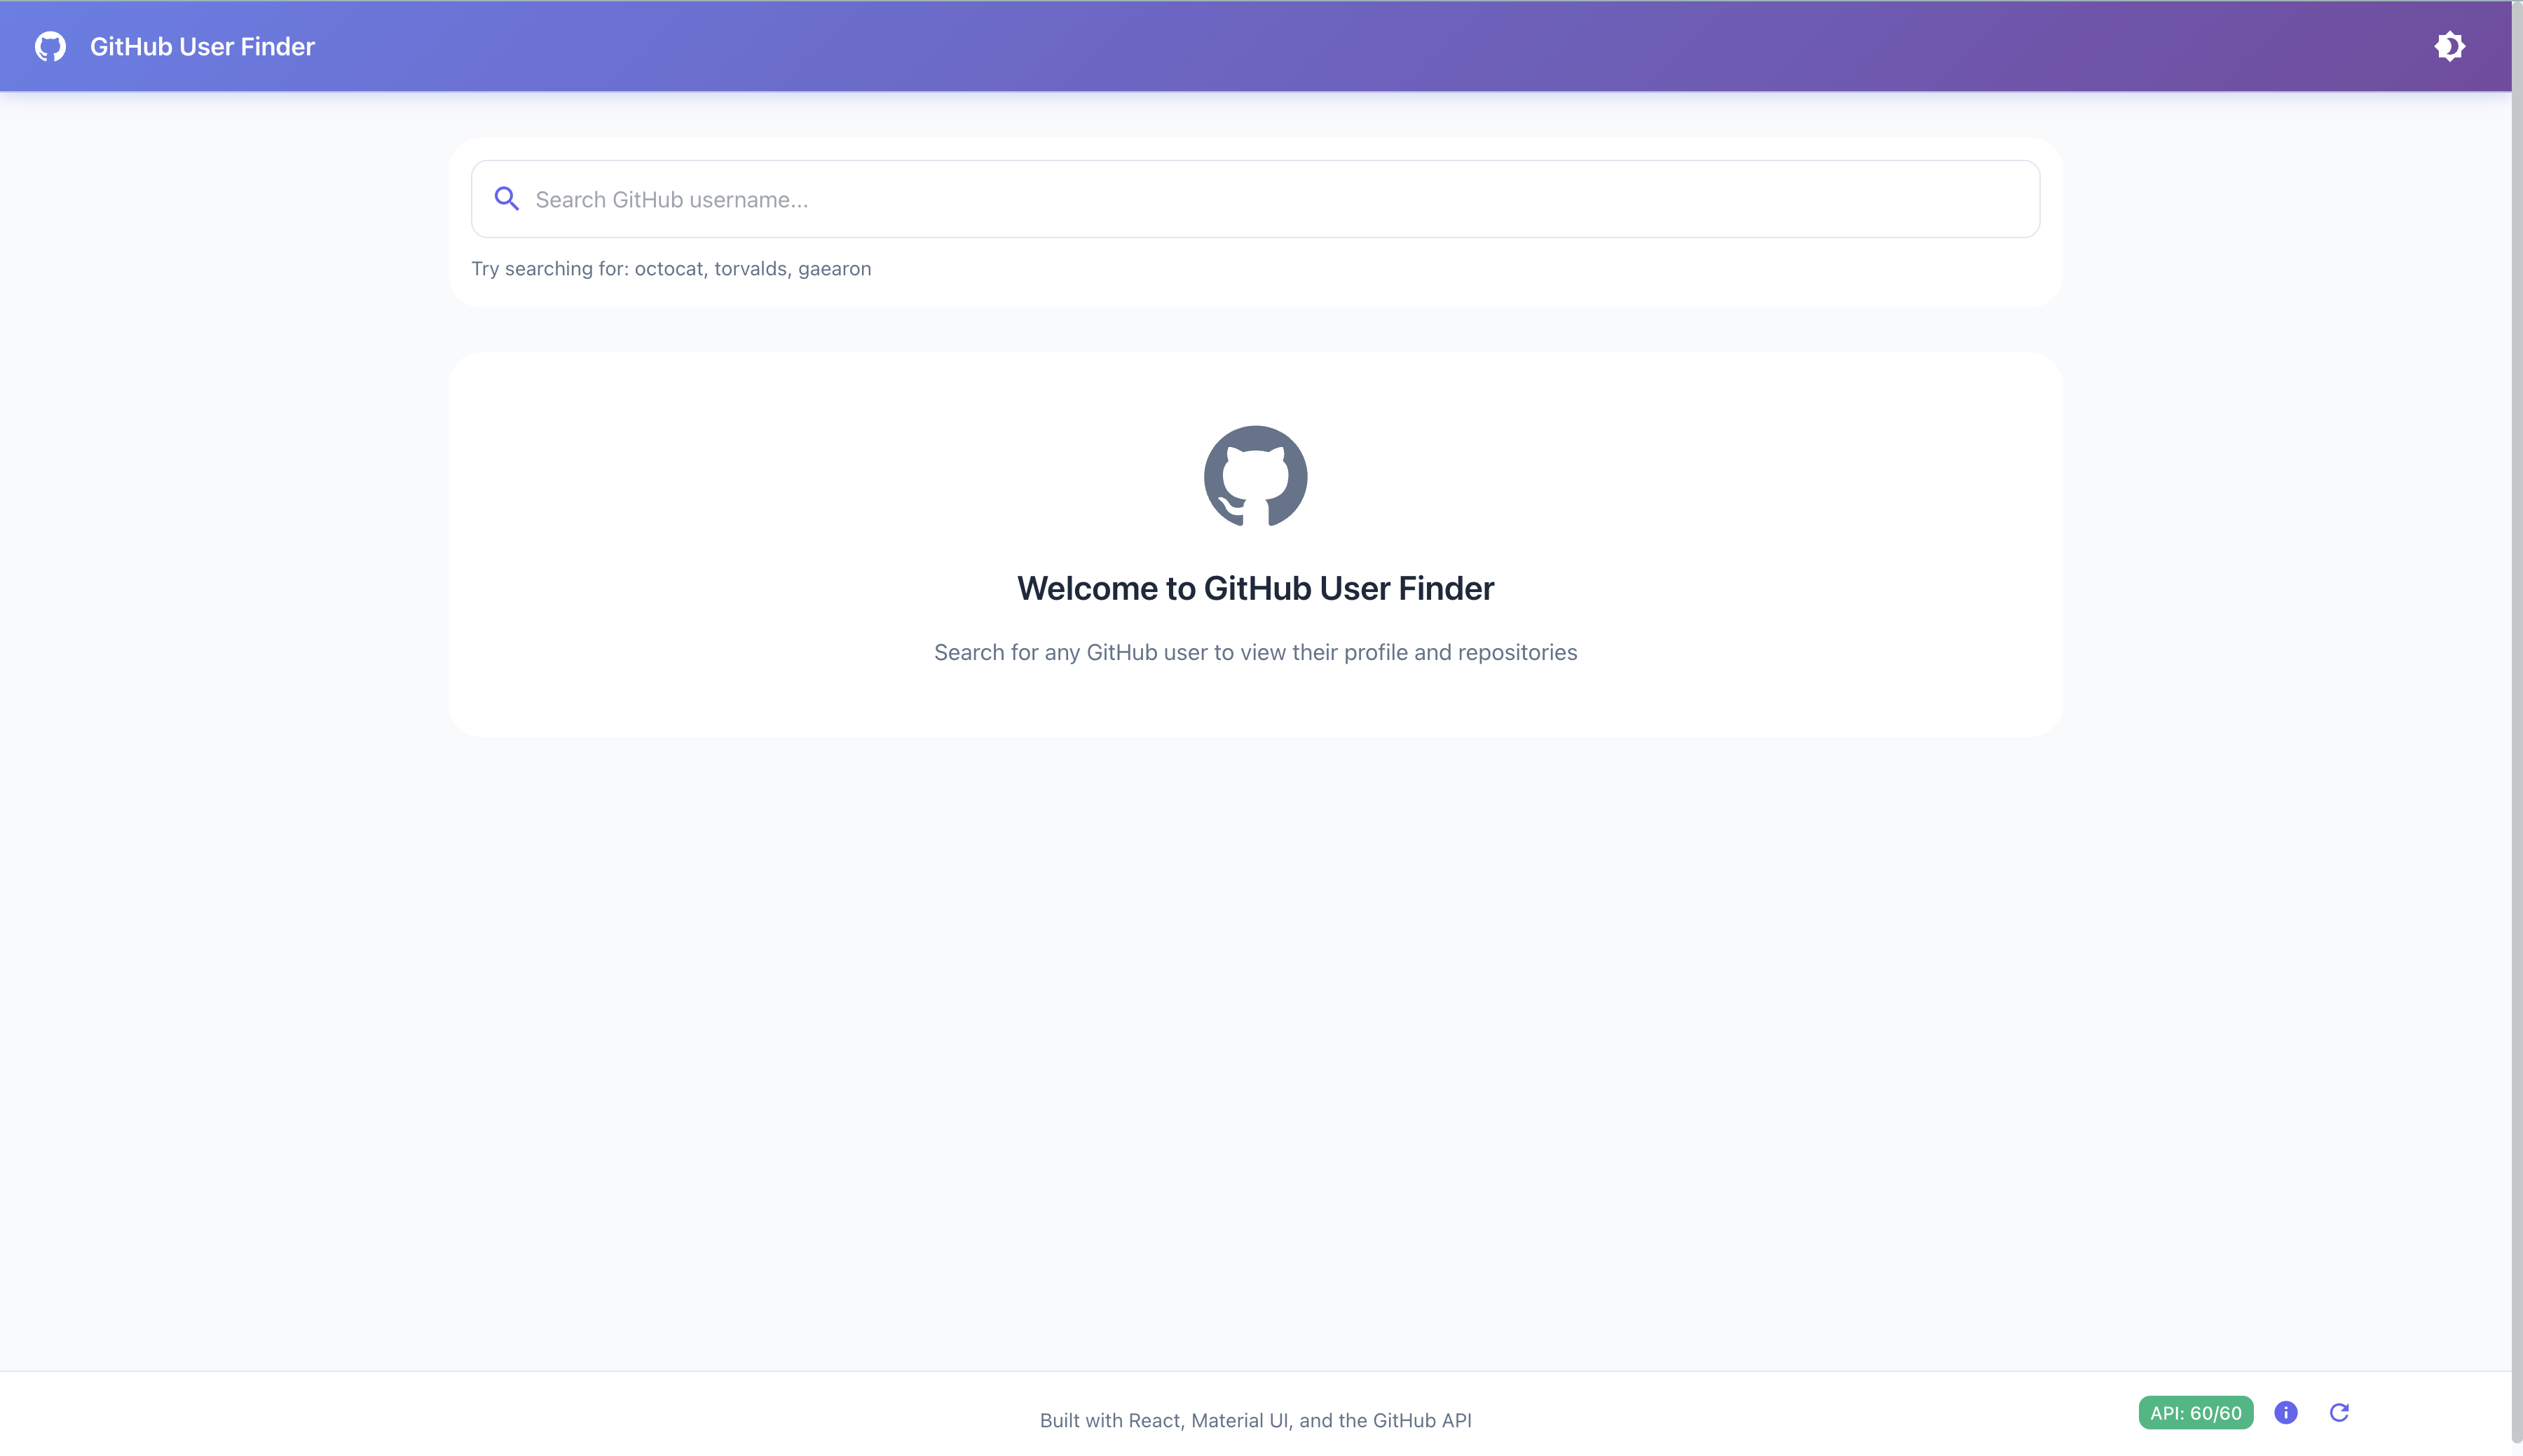 GitHub User Finder
Search GitHub username...
Try searching for: octocat, torvalds, gaearon
Welcome to GitHub User Finder
Search for any GitHub user to view their profile and repositories
Built with React, Material UI, and the GitHub API
API: 60/60